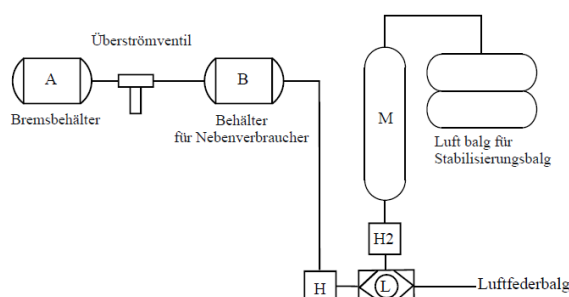 Überströmventil
A
B
M
Bremsbehälter
Behälter
für Nebenverbraucher
Luft balg für
Stabilisierungsbalg
H2
H
L
Luftfederbalg